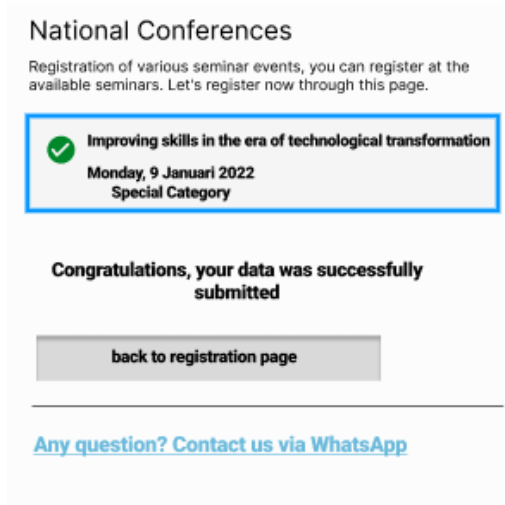 National Conferences
Registration of various seminar events, you can register at the
available seminars. Let's register now through this page.
Improving skills in the era of technological transformation
Monday, 9 Januari 2022
Special Category
Congratulations, your data was successfully
submitted
back to registration page
Any question? Contact us via WhatsApp